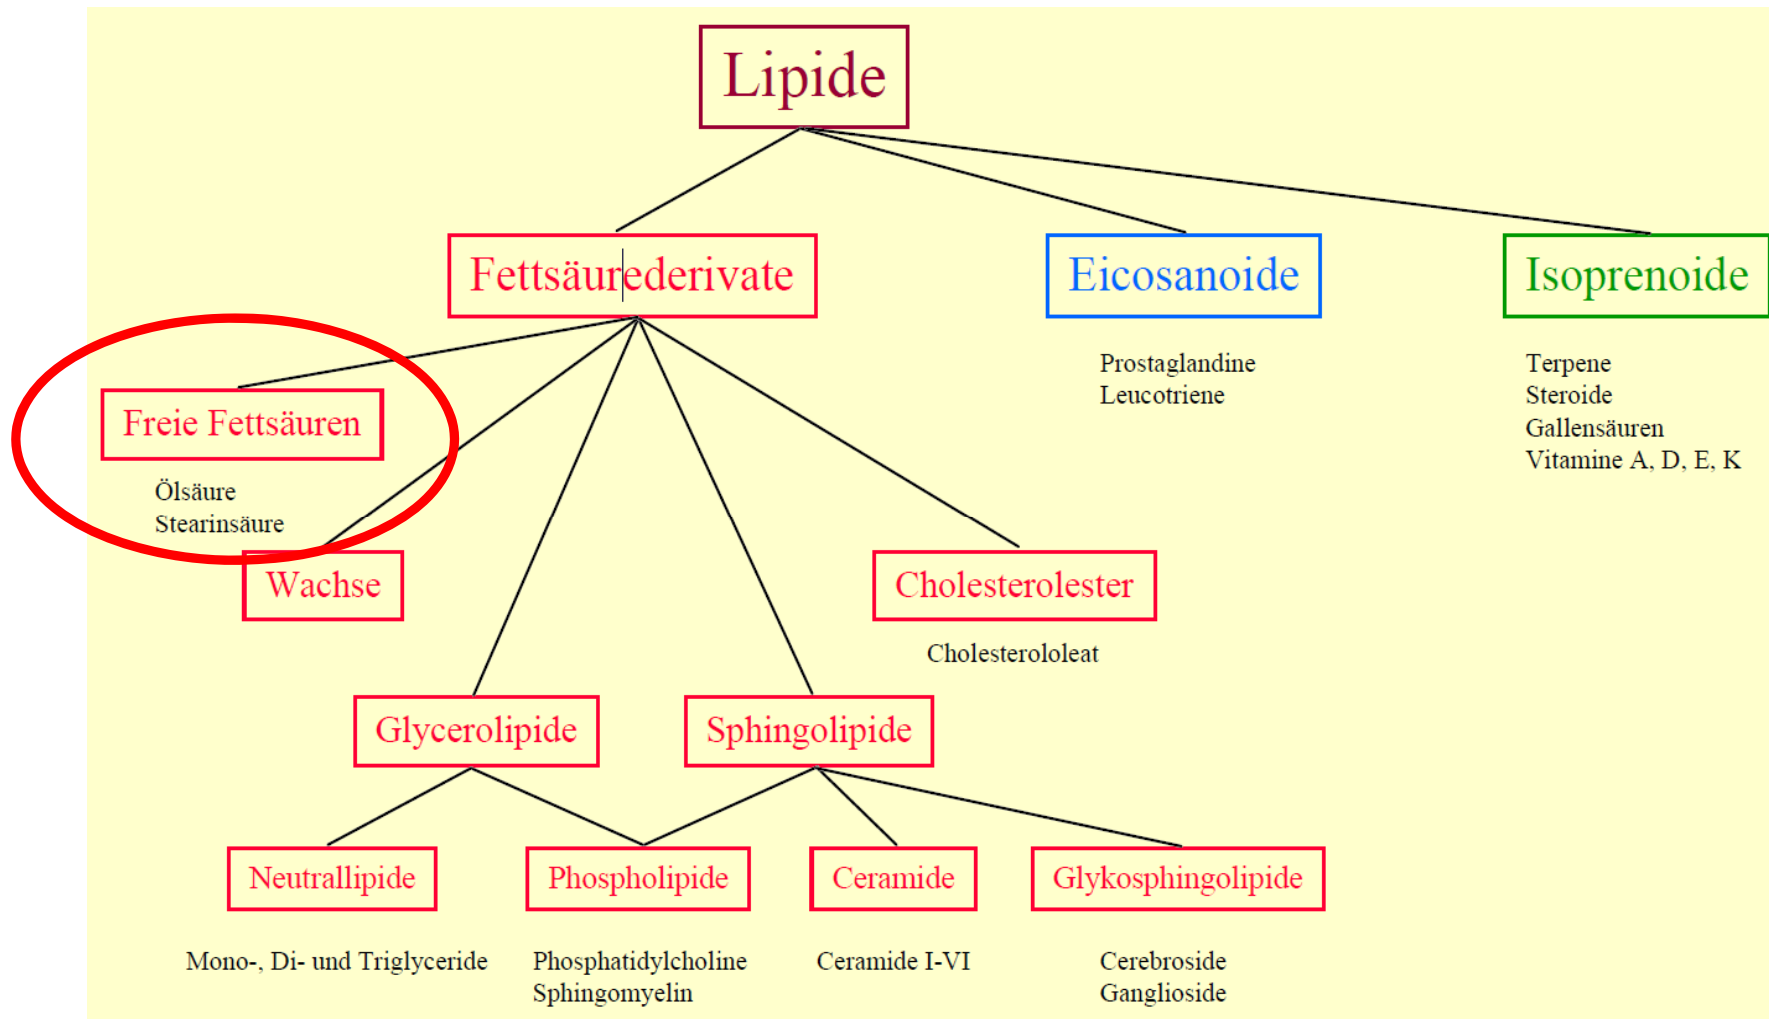 Lipide
Fettsäurederivate
Eicosanoide
Isoprenoide
Prostaglandine
Leucotriene
Terpene
Steroide
Gallensäuren
Vitamine A, D, E, K
Freie Fettsäuren
Ölsäure
Stearinsäure
Wachse
Cholesterolester
Cholesterololeat
Glycerolipide
Sphingolipide
Neutrallipide
Phospholipide
Ceramide
Glykosphingolipide
Mono-, Di- und Triglyceride
Phosphatidylcholine
Sphingomyelin
Ceramide I-VI
Cerebroside
Ganglioside